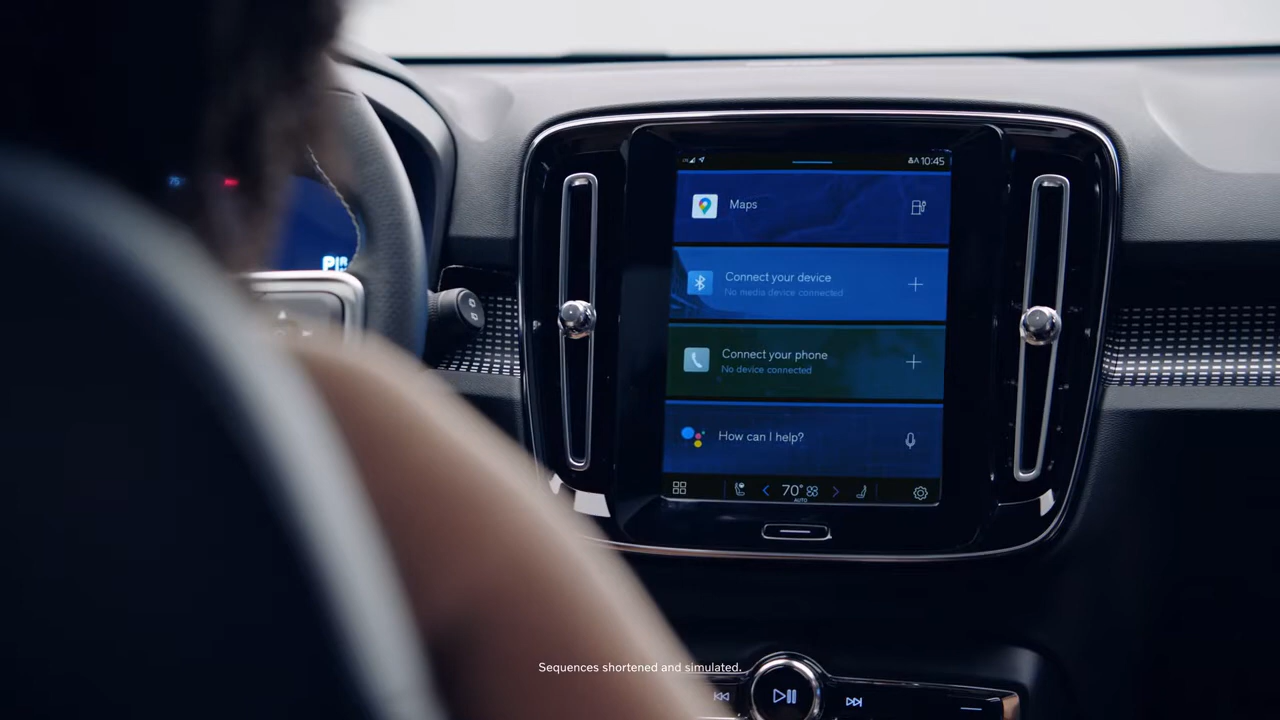 10:45
Maps
Connect your device
No media device connected
Connect your phone
No device connected
How can I help?
70°
AUTO
Sequences shortened and simulated.